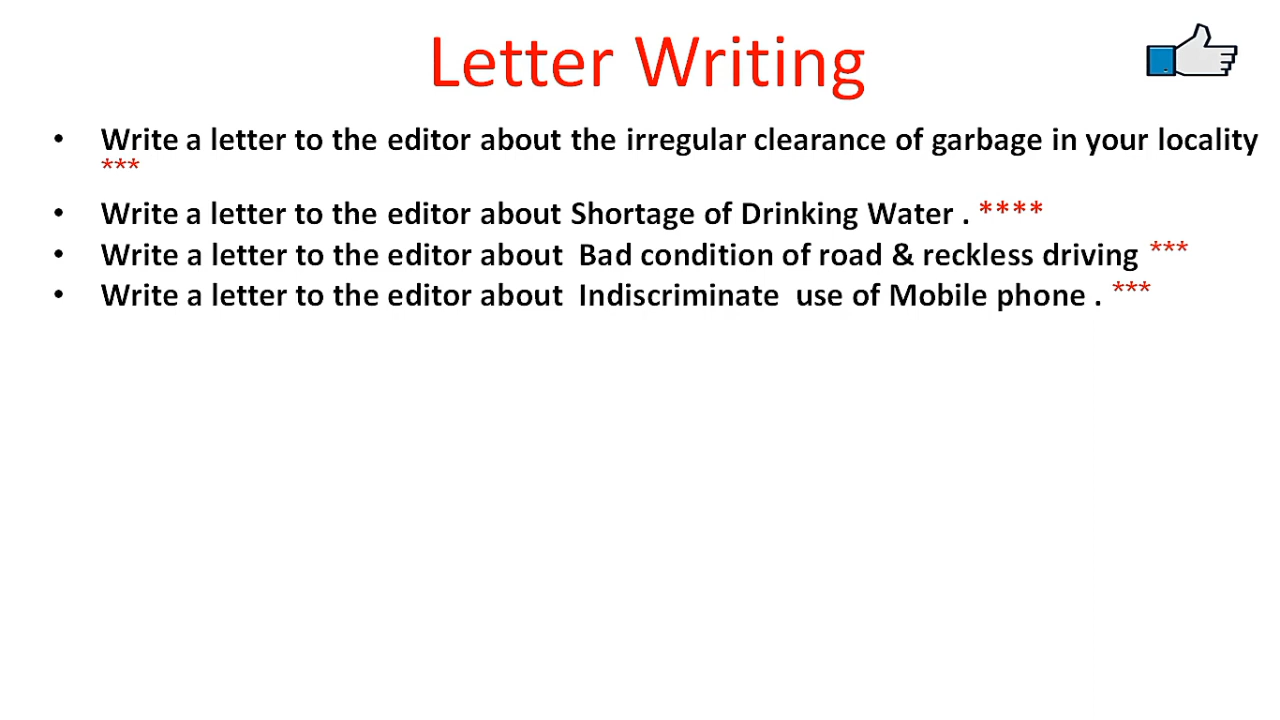 Letter Writing
• Write a letter to the editor about the irregular clearance of garbage in your locality
***
• Write a letter to the editor about Shortage of Drinking Water . ****
• Write a letter to the editor about  Bad condition of road & reckless driving ***
• Write a letter to the editor about  Indiscriminate  use of Mobile phone . ***